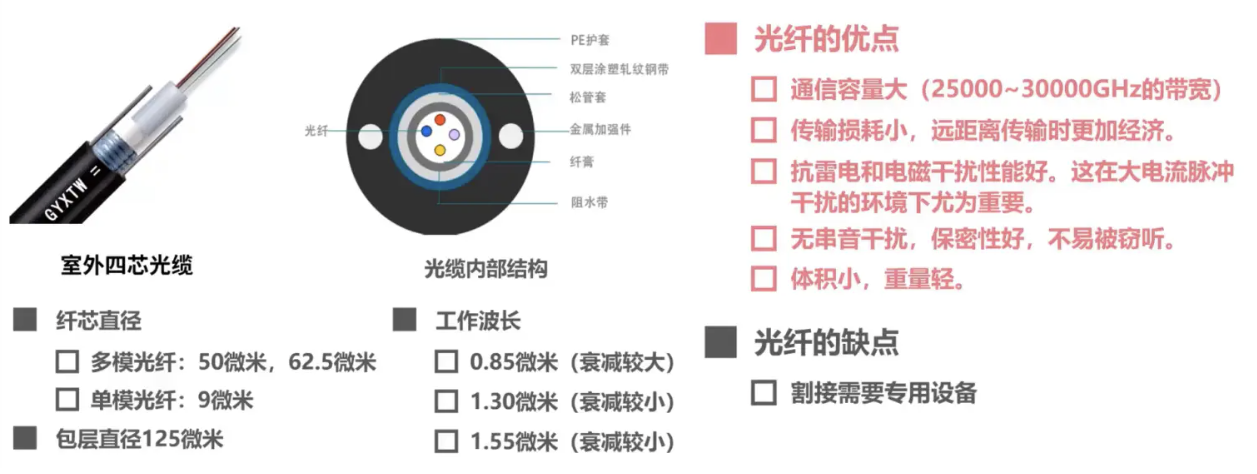 GYXTW
室外四芯光缆
PE护套
双层涂塑轧纹钢带
松管套
光纤
金属加强件
纤膏
阻水带
光缆内部结构
纤芯直径
多模光纤：50微米，62.5微米
单模光纤：9微米
包层直径125微米
工作波长
0.85微米（衰减较大）
1.30微米（衰减较小）
1.55微米（衰减较小）
光纤的优点
通信容量大（25000~30000GHz的带宽）
传输损耗小，远距离传输时更加经济。
抗雷电和电磁干扰性能好。这在大电流脉冲
干扰的环境下尤为重要。
无串音干扰，保密性好，不易被窃听。
体积小，重量轻。
光纤的缺点
割接需要专用设备